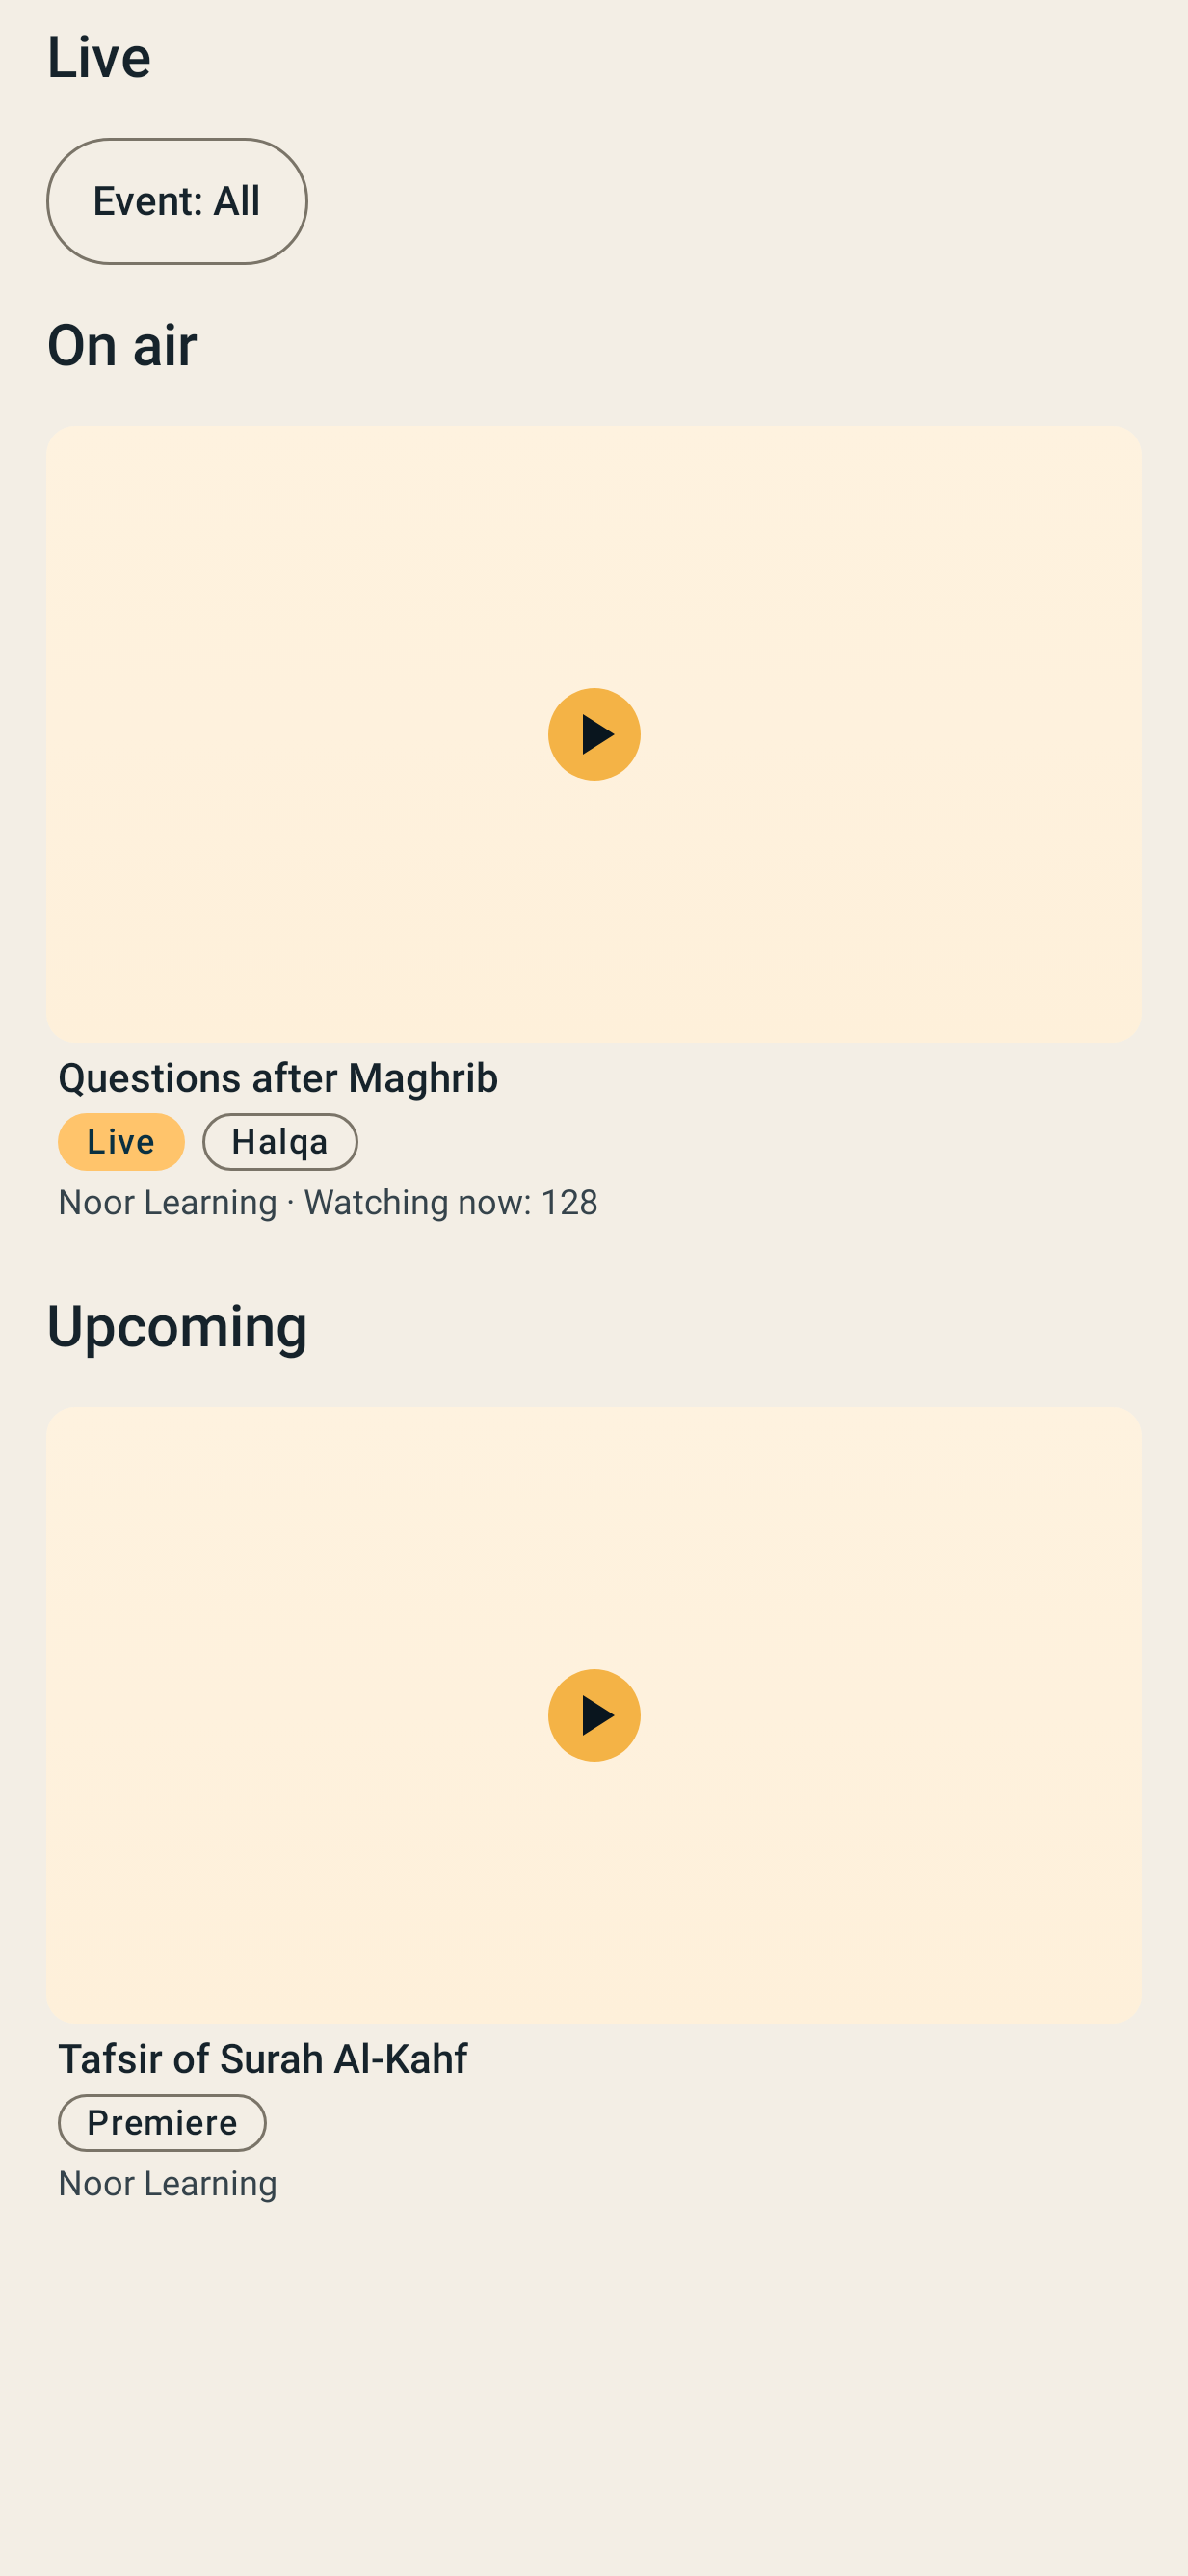 Live
Event: All
On air
Questions after Maghrib
Live Halqa
Noor Learning · Watching now: 128
Upcoming
Tafsir of Surah Al-Kahf
Premiere
Noor Learning